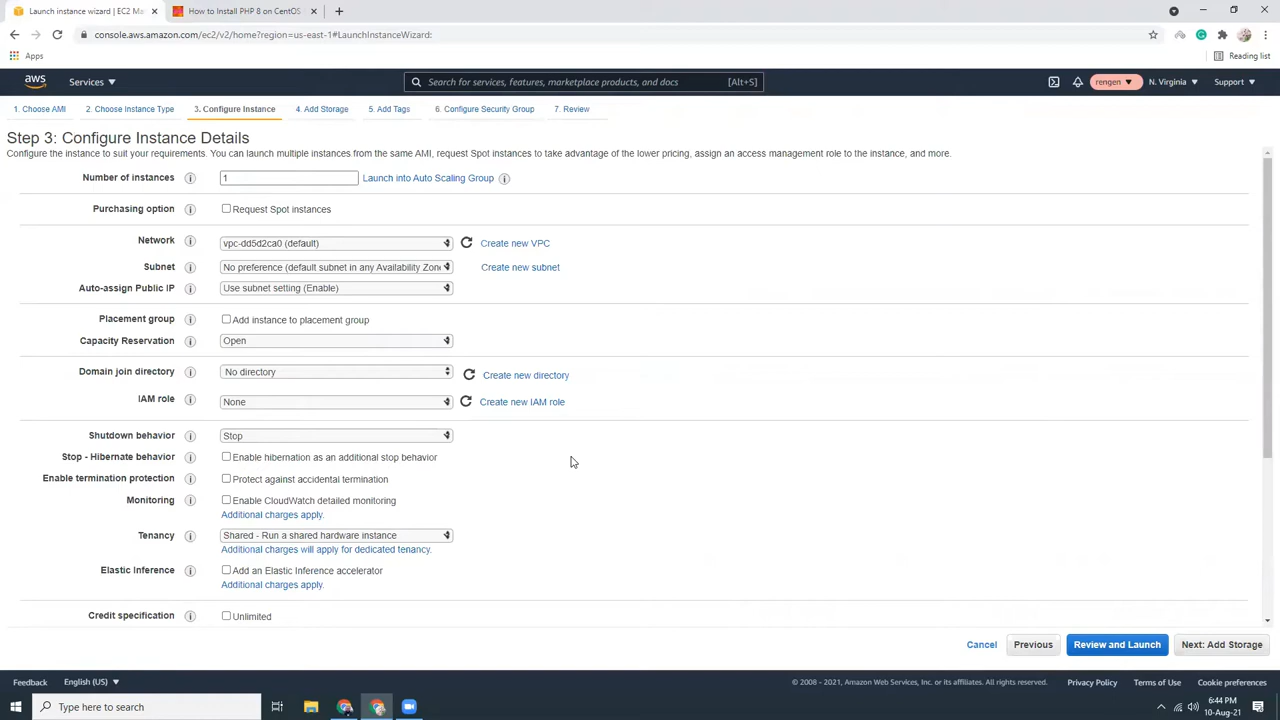 Launch instance wizard | EC2 Ma
How to Install PHP 8 on CentOS
console.aws.amazon.com/ec2/v2/home?region=us-east-1#LaunchInstanceWizard:
Apps
Reading list
aws
Services
Search for services, features, marketplace products, and docs
[Alt+S]
rengen
N. Virginia
Support
1. Choose AMI
2. Choose Instance Type
3. Configure Instance
4. Add Storage
5. Add Tags
6. Configure Security Group
7. Review
Step 3: Configure Instance Details
Configure the instance to suit your requirements. You can launch multiple instances from the same AMI, request Spot instances to take advantage of the lower pricing, assign an access management role to the instance, and more.
Number of instances
1
Launch into Auto Scaling Group
Purchasing option
Request Spot instances
Network
vpc-dd5d2ca0 (default)
Create new VPC
Subnet
No preference (default subnet in any Availability Zone
Create new subnet
Auto-assign Public IP
Use subnet setting (Enable)
Placement group
Add instance to placement group
Capacity Reservation
Open
Domain join directory
No directory
Create new directory
IAM role
None
Create new IAM role
Shutdown behavior
Stop
Stop - Hibernate behavior
Enable hibernation as an additional stop behavior
Enable termination protection
Protect against accidental termination
Monitoring
Enable CloudWatch detailed monitoring
Additional charges apply.
Tenancy
Shared - Run a shared hardware instance
Additional charges will apply for dedicated tenancy.
Elastic Inference
Add an Elastic Inference accelerator
Additional charges apply.
Credit specification
Unlimited
Cancel
Previous
Review and Launch
Next: Add Storage
Feedback
English (US)
© 2008 - 2021, Amazon Web Services, Inc. or its affiliates. All rights reserved.
Privacy Policy
Terms of Use
Cookie preferences
Type here to search
6:44 PM
10-Aug-21